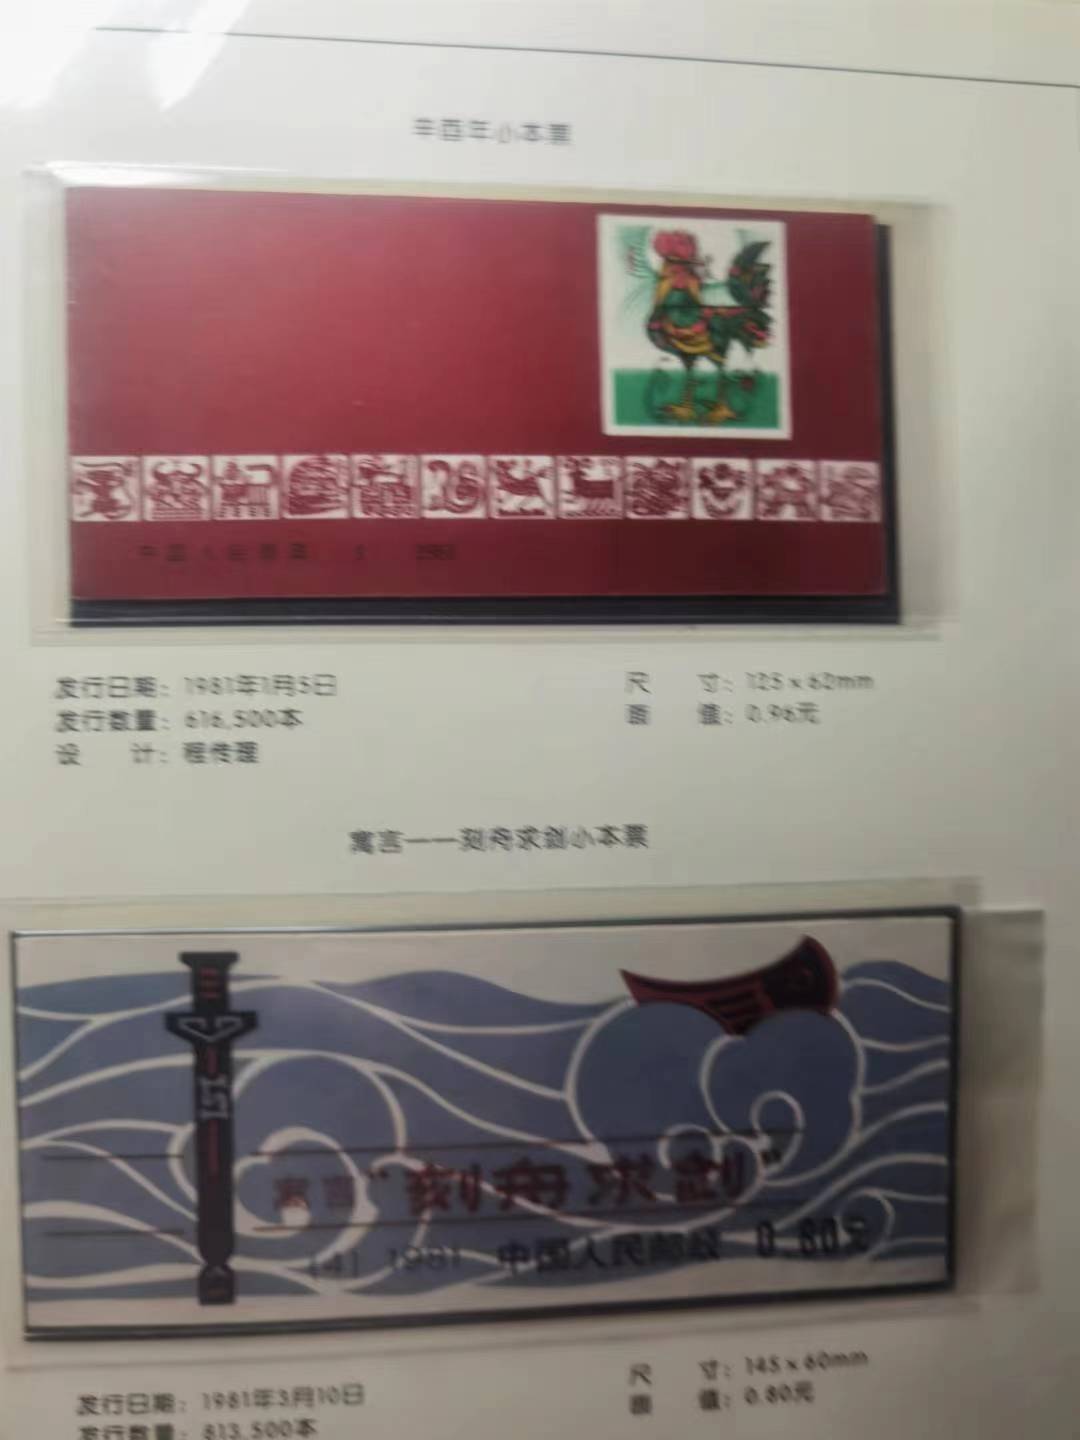 辛酉年小本票
中国人民邮政 1981
发行日期：1981年1月5日
发行数量：616,500本
设 计：程传理
尺 寸：125 x 62mm
面 值：0.96元
寓言——刻舟求剑小本票
寓言“刻舟求剑”
(4) 1981 中国人民邮政 0.80元
发行日期：1981年3月10日
发行数量：813,500本
尺 寸：145 x 60mm
面 值：0.80元